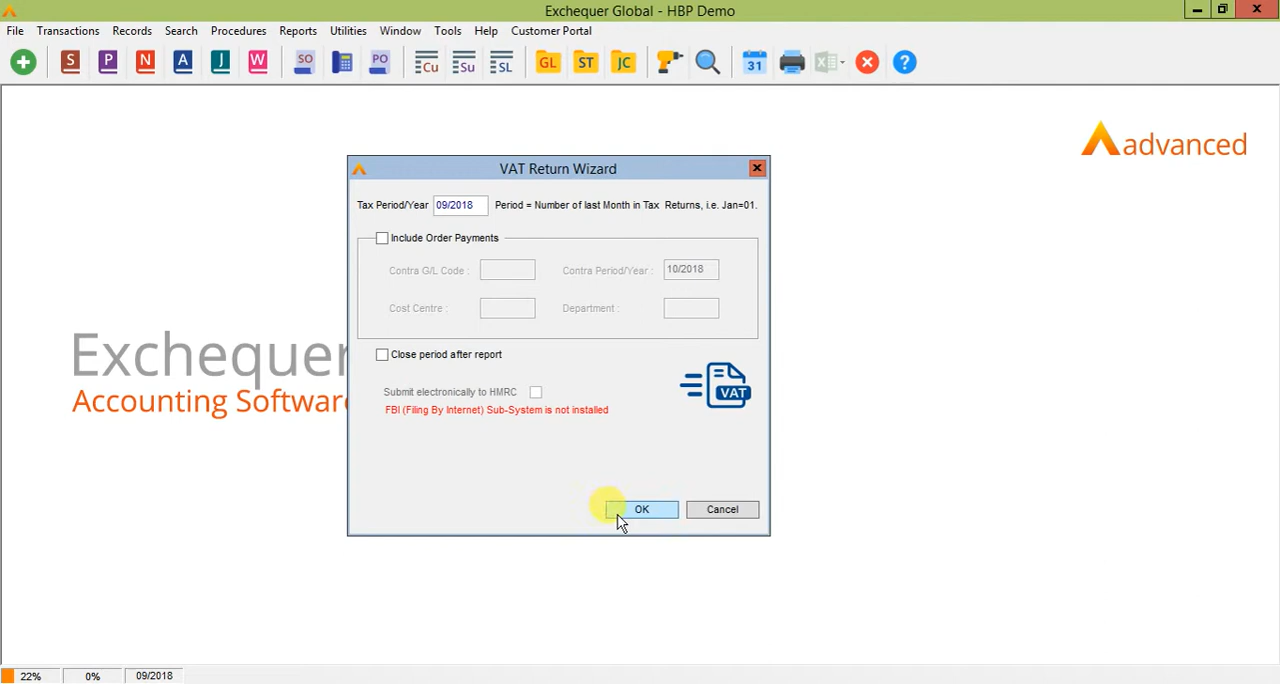 Exchequer Global - HBP Demo
File Transactions Records Search Procedures Reports Utilities Window Tools Help Customer Portal
S P N A J W SO PO Cu Su SL GL ST JC 31 X ?
advanced
Exchequer
Accounting Software
VAT Return Wizard
Tax Period/Year 09/2018 Period = Number of last Month in Tax Returns, i.e. Jan=01.
Include Order Payments
Contra G/L Code : Contra Period/Year : 10/2018
Cost Centre : Department :
Close period after report
Submit electronically to HMRC
FBI (Filing By Internet) Sub-System is not installed
VAT
OK Cancel
22% 0% 09/2018